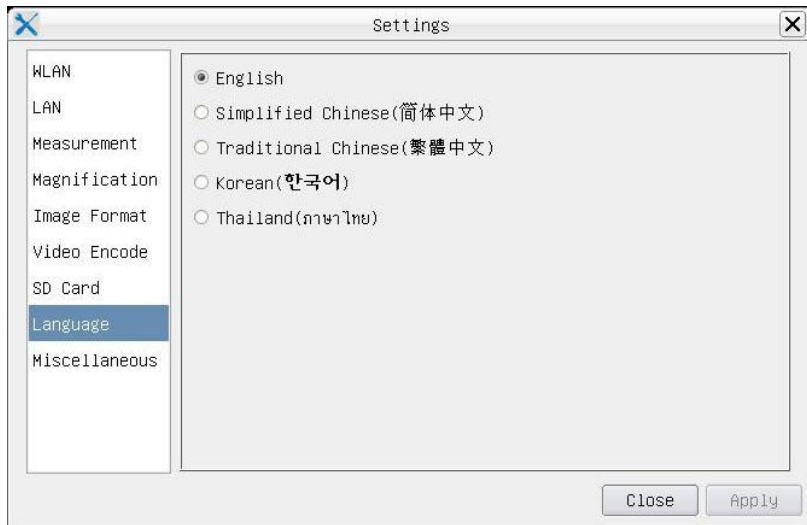 Settings
WLAN
LAN
Measurement
Magnification
Image Format
Video Encode
SD Card
Language
Miscellaneous
English
Simplified Chinese(简体中文)
Traditional Chinese(繁體中文)
Korean(한국어)
Thailand(ภาษาไทย)
Close
Apply